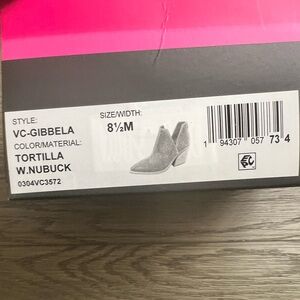 STYLE:
VC-GIBBELA
COLOR/MATERIAL:
TORTILLA
W.NUBUCK
0304VC3572
SIZE/WIDTH:
8½M
1 94307 057 73 4